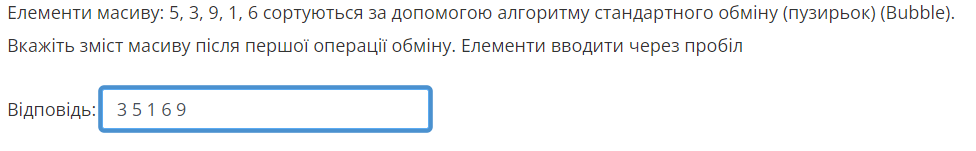 Елементи масиву: 5, 3, 9, 1, 6 сортуються за допомогою алгоритму стандартного обміну (пузирьок) (Bubble).
Вкажіть зміст масиву після першої операції обміну. Елементи вводити через пробіл
Відповідь: 3 5 1 6 9